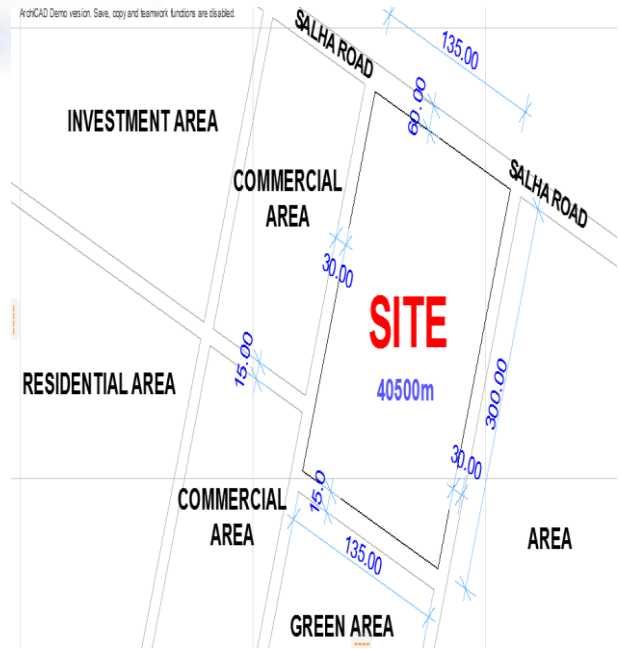 ArchiCAD Demo version. Save, copy and teamwork functions are disabled.
SALHA ROAD
135.00
60.00
INVESTMENT AREA
COMMERCIAL
AREA
SALHA ROAD
30.00
SITE
40500m
15.00
RESIDENTIAL AREA
300.00
30.00
15.0
COMMERCIAL
AREA
135.00
AREA
GREEN AREA